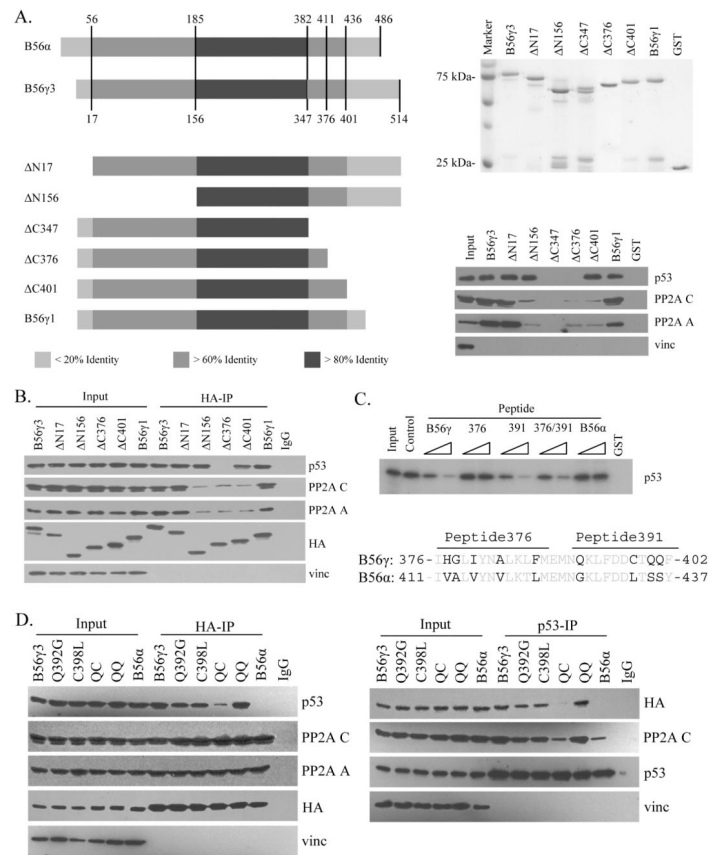 A.
56 185 382 411 436 486
B56α
B56γ3
17 156 347 376 401 514
ΔN17
ΔN156
ΔC347
ΔC376
ΔC401
B56γ1
< 20% Identity > 60% Identity > 80% Identity
Marker B56γ3 ΔN17 ΔN156 ΔC347 ΔC376 ΔC401 B56γ1 GST
75 kDa-
25 kDa-
Input B56γ3 ΔN17 ΔN156 ΔC347 ΔC376 ΔC401 B56γ1 GST
p53
PP2A C
PP2A A
vinc
B.
Input HA-IP
B56γ3 ΔN17 ΔN156 ΔC376 ΔC401 B56γ1 B56γ3 ΔN17 ΔN156 ΔC376 ΔC401 B56γ1 IgG
p53
PP2A C
PP2A A
HA
vinc
C.
Peptide
Input Control B56γ 376 391 376/391 B56α GST
p53
Peptide376 Peptide391
B56γ: 376-IHGLIYNALKLFMEMNQKLFDDCTQQF-402
B56α: 411-IVALVYNVLKTLMEMNGKLFDDLTSSY-437
D.
Input HA-IP
B56γ3 Q392G C398L QC QQ B56α B56γ3 Q392G C398L QC QQ B56α IgG
p53
PP2A C
PP2A A
HA
vinc
Input p53-IP
B56γ3 Q392G C398L QC QQ B56α B56γ3 Q392G C398L QC QQ B56α IgG
HA
PP2A C
p53
vinc